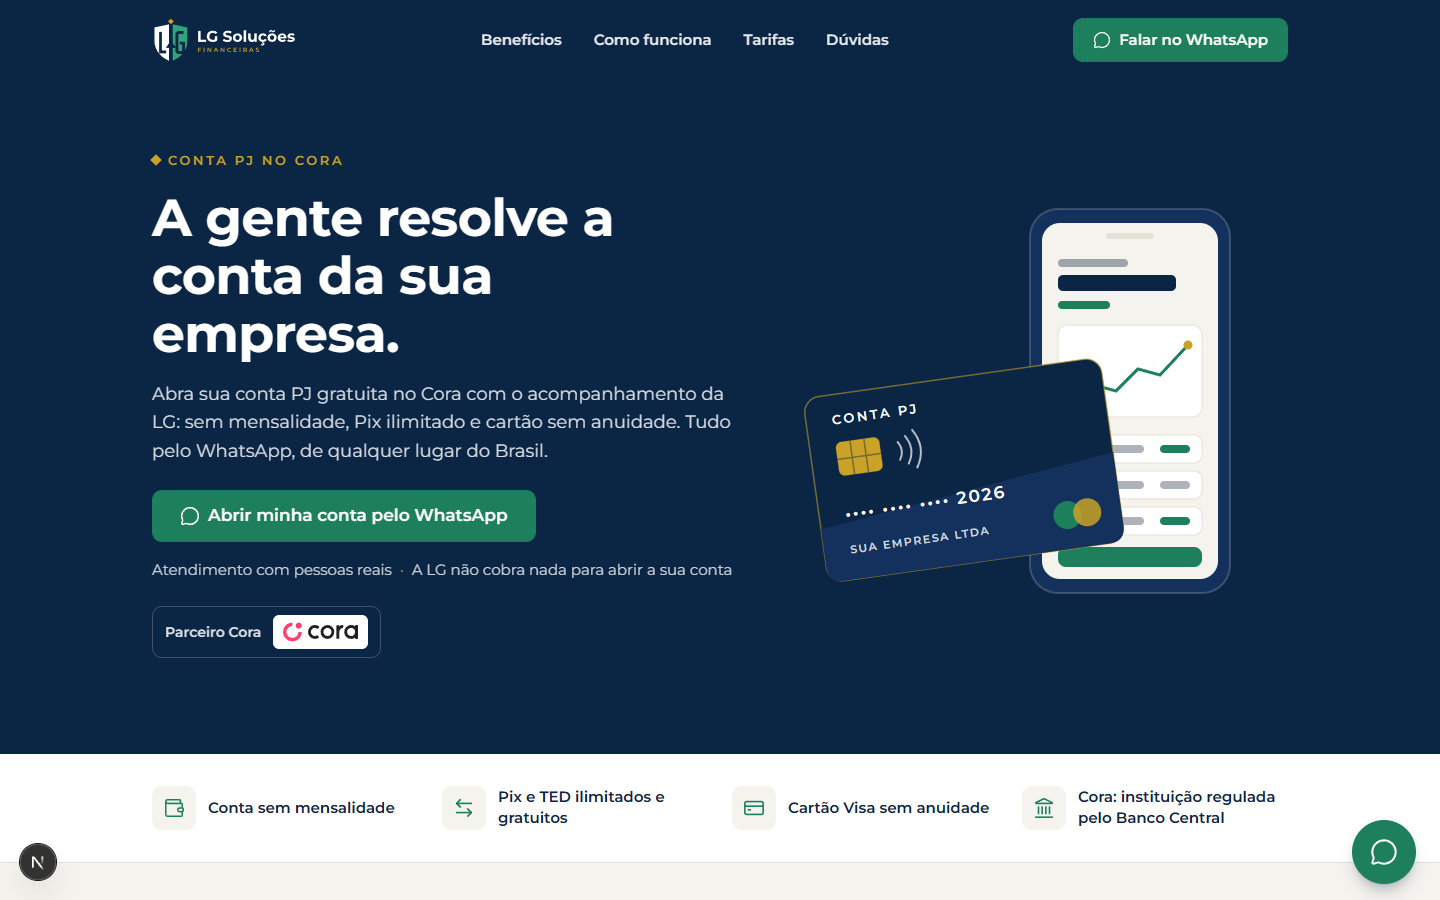 LG
LG Soluções
FINANCEIRAS
Benefícios
Como funciona
Tarifas
Dúvidas
Falar no WhatsApp
CONTA PJ NO CORA
A gente resolve a
conta da sua
empresa.
Abra sua conta PJ gratuita no Cora com o acompanhamento da
LG: sem mensalidade, Pix ilimitado e cartão sem anuidade. Tudo
pelo WhatsApp, de qualquer lugar do Brasil.
Abrir minha conta pelo WhatsApp
Atendimento com pessoas reais · A LG não cobra nada para abrir a sua conta
Parceiro Cora
cora
CONTA PJ
•••• •••• •••• 2026
SUA EMPRESA LTDA
Conta sem mensalidade
Pix e TED ilimitados e
gratuitos
Cartão Visa sem anuidade
Cora: instituição regulada
pelo Banco Central
N